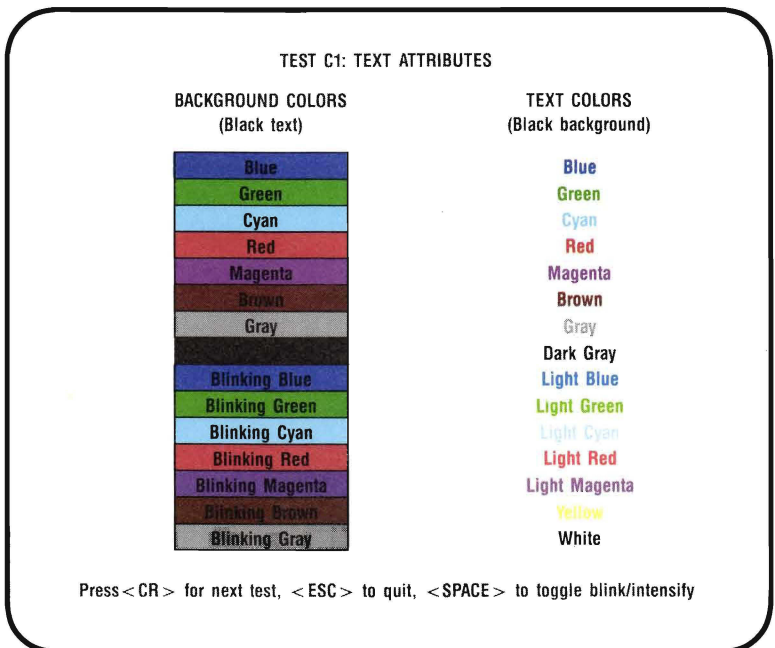 TEST C1: TEXT ATTRIBUTES
BACKGROUND COLORS
(Black text)
Blue
Green
Cyan
Red
Magenta
Brown
Gray
Blinking Blue
Blinking Green
Blinking Cyan
Blinking Red
Blinking Magenta
Blinking Brown
Blinking Gray
TEXT COLORS
(Black background)
Blue
Green
Cyan
Red
Magenta
Brown
Gray
Dark Gray
Light Blue
Light Green
Light Cyan
Light Red
Light Magenta
Yellow
White
Press<CR> for next test, <ESC> to quit, <SPACE> to toggle blink/intensify